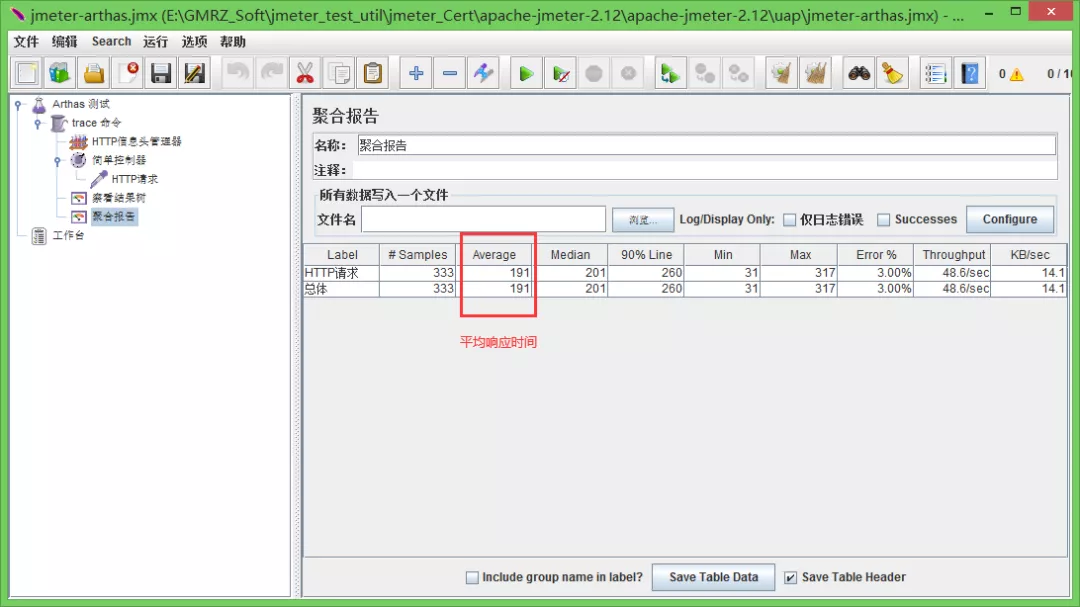 jmeter-arthas.jmx (E:\GMRZ_Soft\jmeter_test_util\jmeter_Cert\apache-jmeter-2.12\apache-jmeter-2.12\uap\jmeter-arthas.jmx) - ...
文件 编辑 Search 运行 选项 帮助
0 0 / 10
Arthas 测试
trace 命令
HTTP信息头管理器
简单控制器
HTTP请求
察看结果树
聚合报告
工作台
聚合报告
名称： 聚合报告
注释：
所有数据写入一个文件
文件名 浏览... Log/Display Only: 仅日志错误 Successes Configure
Label # Samples Average Median 90% Line Min Max Error % Throughput KB/sec
HTTP请求 333 191 201 260 31 317 3.00% 48.6/sec 14.1
总体 333 191 201 260 31 317 3.00% 48.6/sec 14.1
平均响应时间
Include group name in label? Save Table Data Save Table Header